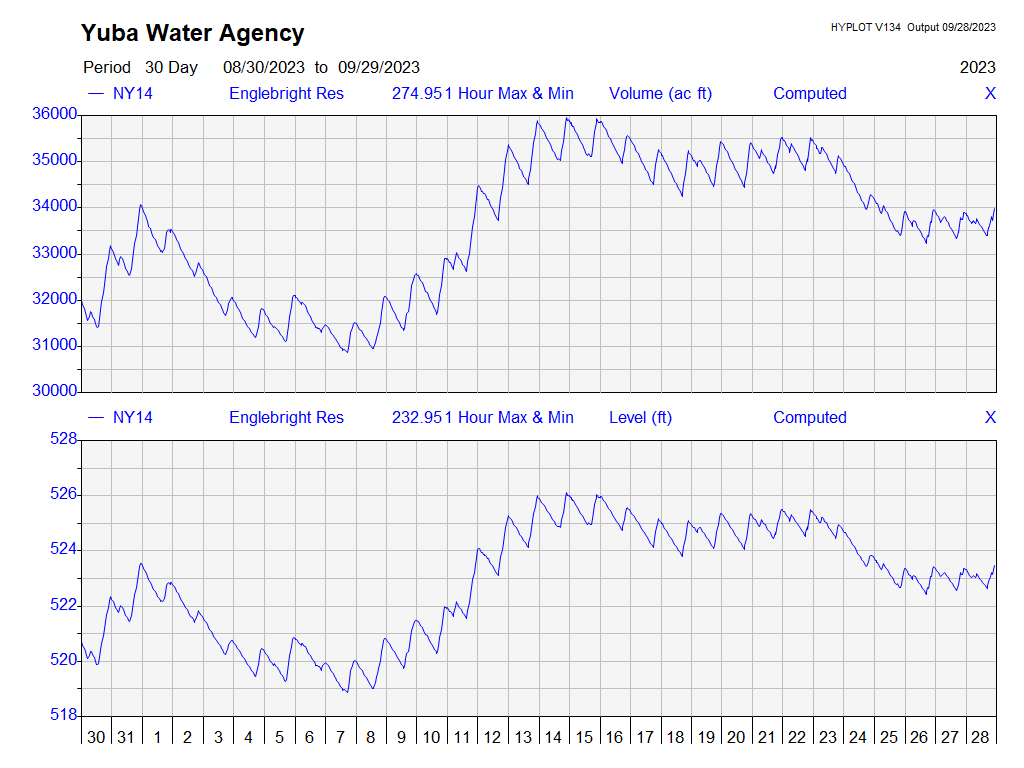 Yuba Water Agency
HYPLOT V134 Output 09/28/2023
Period 30 Day 08/30/2023 to 09/29/2023 2023
— NY14 Englebright Res 274.951 Hour Max & Min Volume (ac ft) Computed X
36000
35000
34000
33000
32000
31000
30000
— NY14 Englebright Res 232.951 Hour Max & Min Level (ft) Computed X
528
526
524
522
520
518
30 31 1 2 3 4 5 6 7 8 9 10 11 12 13 14 15 16 17 18 19 20 21 22 23 24 25 26 27 28